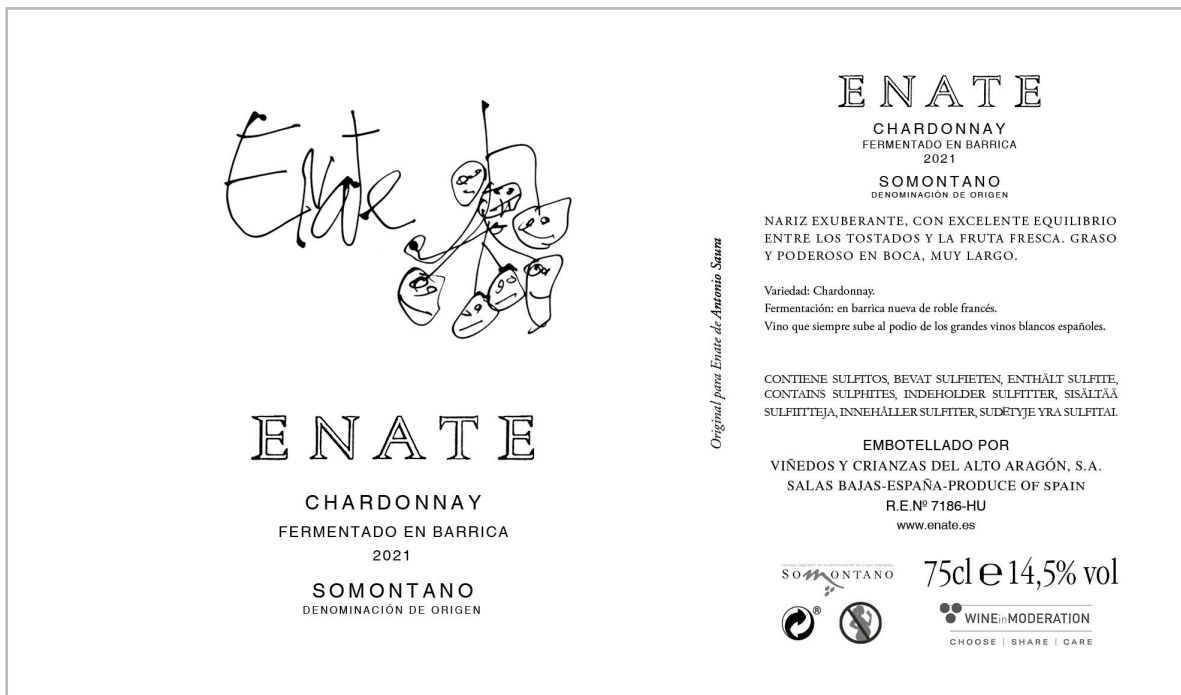 Enate
ENATE
CHARDONNAY
FERMENTADO EN BARRICA
2021
SOMONTANO
DENOMINACIÓN DE ORIGEN
Original para Enate de Antonio Saura
ENATE
CHARDONNAY
FERMENTADO EN BARRICA
2021
SOMONTANO
DENOMINACIÓN DE ORIGEN
NARIZ EXUBERANTE, CON EXCELENTE EQUILIBRIO
ENTRE LOS TOSTADOS Y LA FRUTA FRESCA. GRASO
Y PODEROSO EN BOCA, MUY LARGO.
Variedad: Chardonnay.
Fermentación: en barrica nueva de roble francés.
Vino que siempre sube al podio de los grandes vinos blancos españoles.
CONTIENE SULFITOS, BEVAT SULFIETEN, ENTHÄLT SULFITE,
CONTAINS SULPHITES, INDEHOLDER SULFITTER, SISÄLTÄÄ
SULFIITTEJA, INNEHÅLLER SULFITER, SUDĖTYJE YRA SULFITAI.
EMBOTELLADO POR
VIÑEDOS Y CRIANZAS DEL ALTO ARAGÓN, S.A.
SALAS BAJAS-ESPAÑA-PRODUCE OF SPAIN
R.E.Nº 7186-HU
www.enate.es
SOMONTANO
75cl e 14,5% vol
®
WINEinMODERATION
CHOOSE | SHARE | CARE